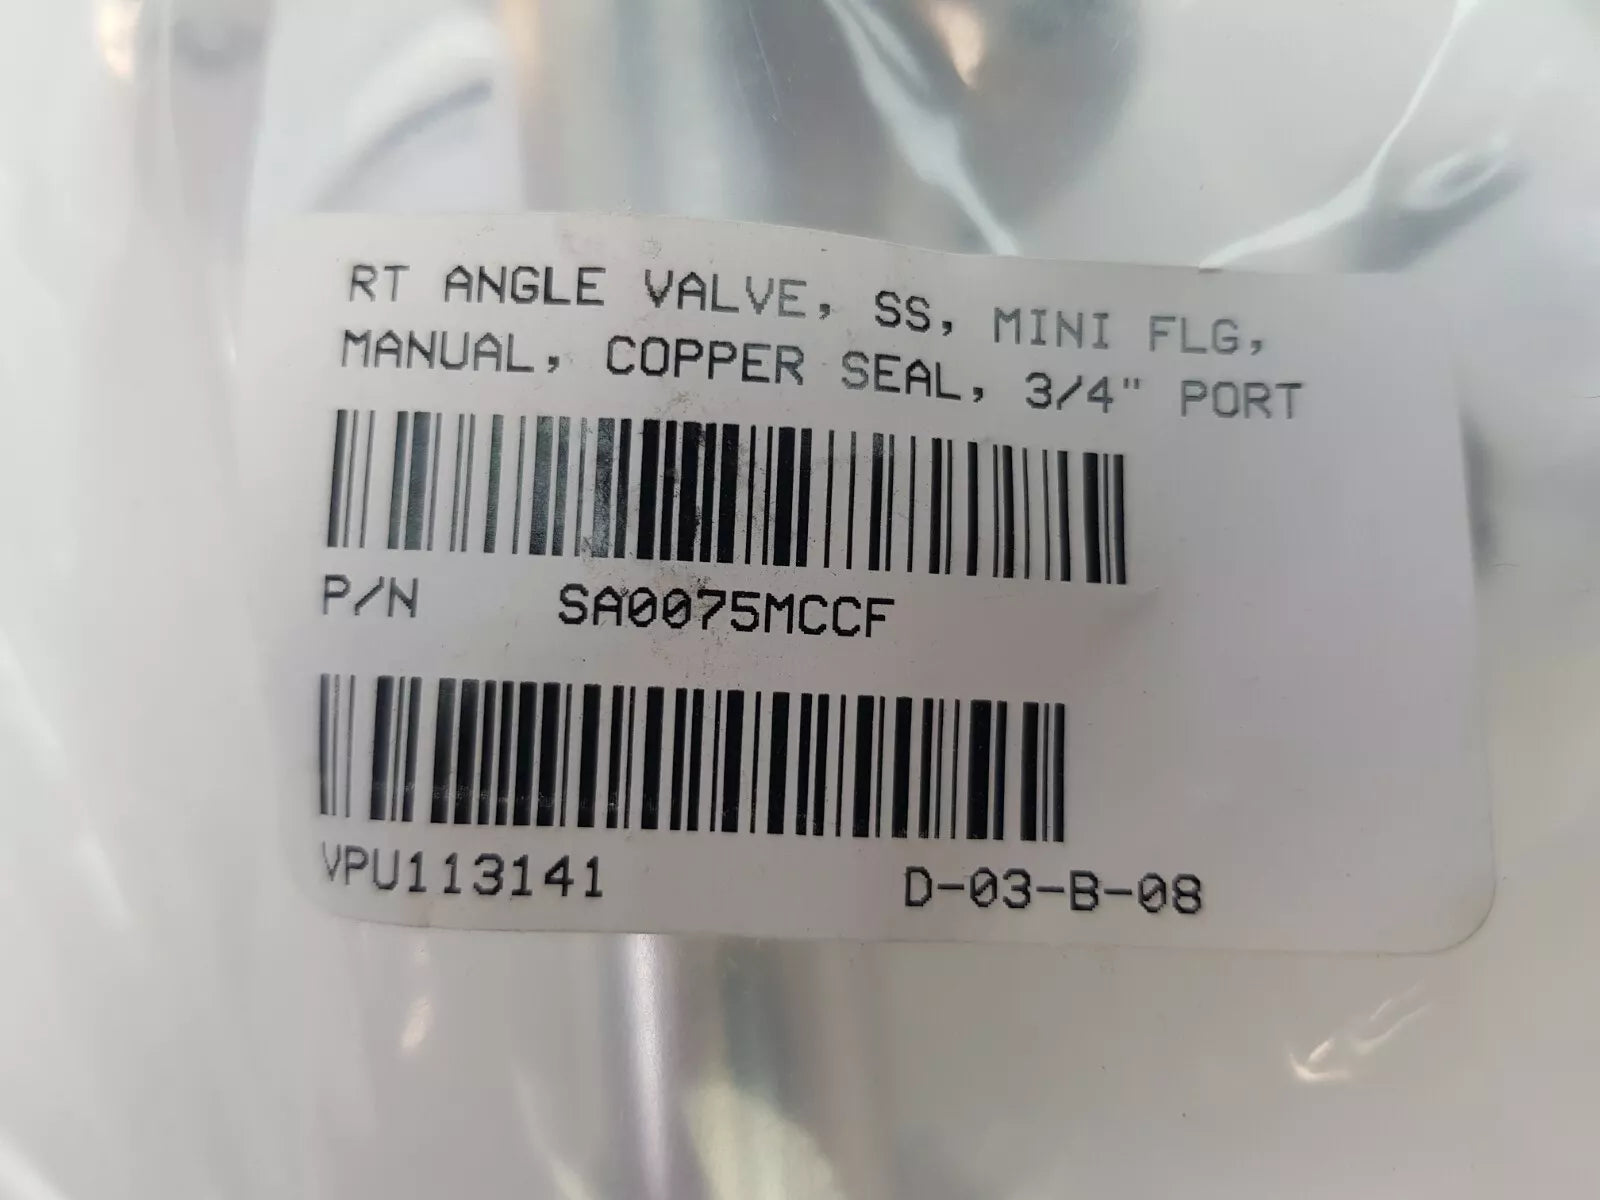 RT ANGLE VALVE, SS, MINI FLG,
MANUAL, COPPER SEAL, 3/4" PORT
P/N SA0075MCCF
VPU113141 D-03-B-08